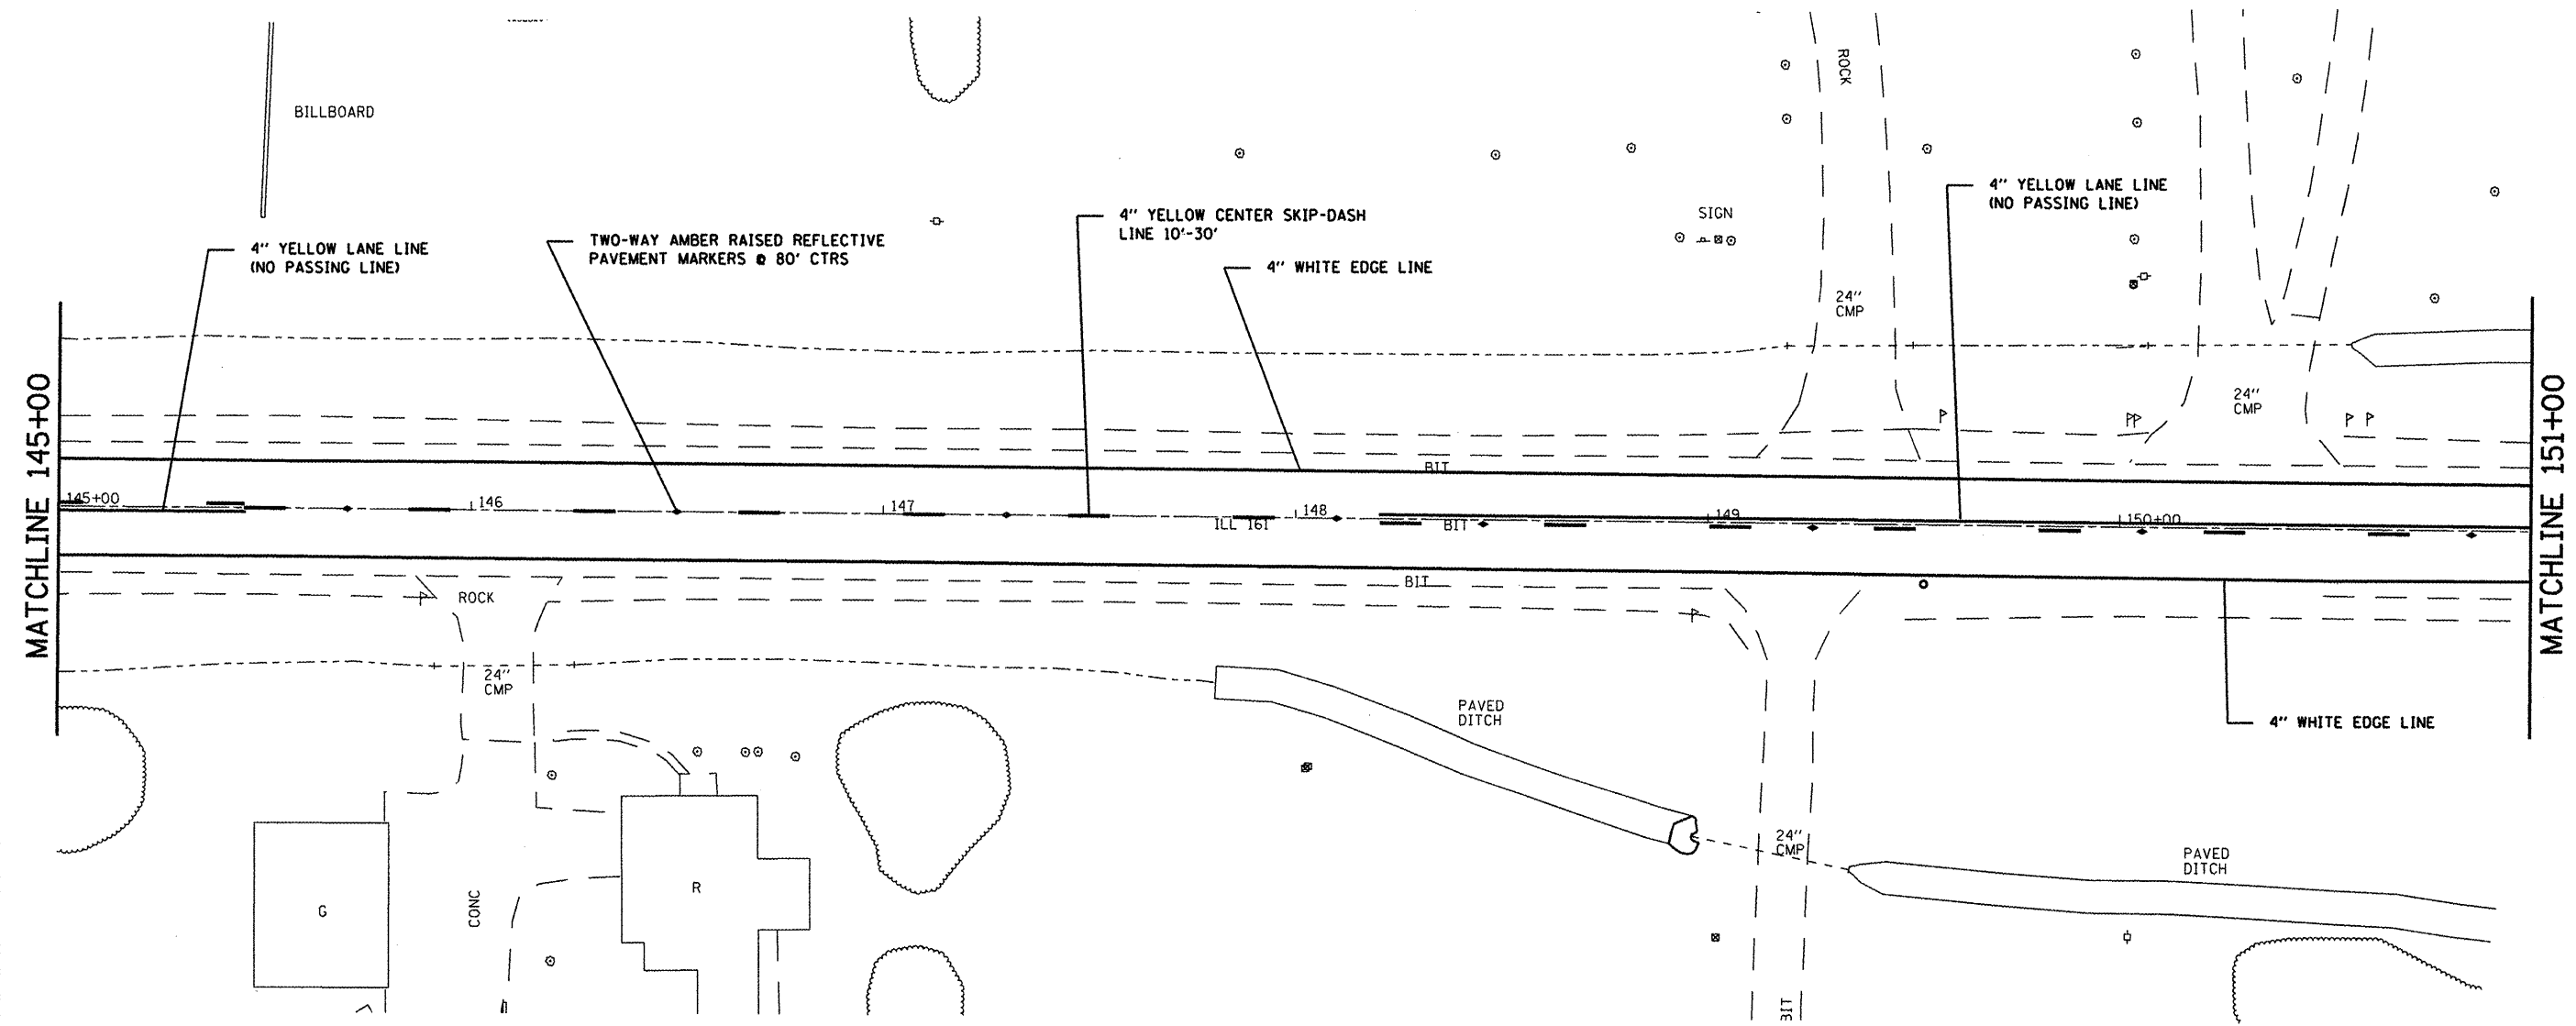 BILLBOARD
ROCK
4" YELLOW LANE LINE
(NO PASSING LINE)
TWO-WAY AMBER RAISED REFLECTIVE
PAVEMENT MARKERS @ 80' CTRS
4" YELLOW CENTER SKIP-DASH
LINE 10'-30'
4" WHITE EDGE LINE
SIGN
4" YELLOW LANE LINE
(NO PASSING LINE)
24"
CMP
24"
CMP
MATCHLINE 145+00
MATCHLINE 151+00
BIT
145+00
146
147
148
149
150+00
ILL 161
BIT
BIT
ROCK
24"
CMP
PAVED
DITCH
4" WHITE EDGE LINE
24"
CMP
PAVED
DITCH
G
CONC
R
BIT